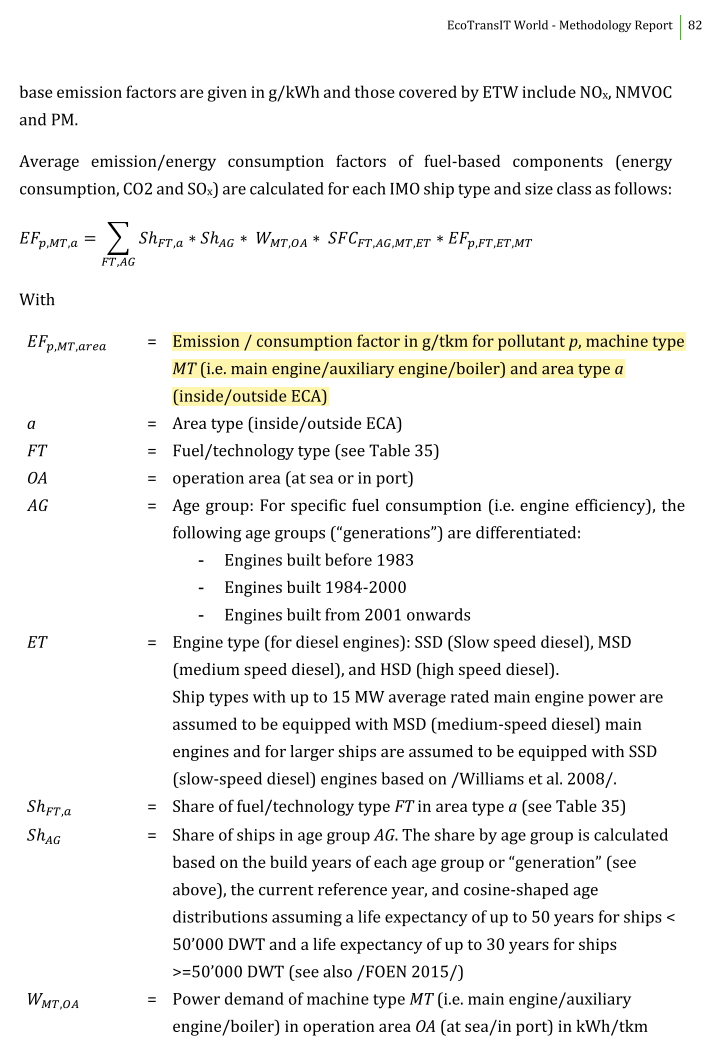 EcoTransIT World - Methodology Report 82
base emission factors are given in g/kWh and those covered by ETW include NOₓ, NMVOC
and PM.
Average emission/energy consumption factors of fuel-based components (energy
consumption, CO2 and SOₓ) are calculated for each IMO ship type and size class as follows:
EF_{p,MT,a} = ∑_{FT,AG} Sh_{FT,a} * Sh_{AG} * W_{MT,OA} * SFC_{FT,AG,MT,ET} * EF_{p,FT,ET,MT}
With
EF_{p,MT,area} = Emission / consumption factor in g/tkm for pollutant p, machine type
MT (i.e. main engine/auxiliary engine/boiler) and area type a
(inside/outside ECA)
a = Area type (inside/outside ECA)
FT = Fuel/technology type (see Table 35)
OA = operation area (at sea or in port)
AG = Age group: For specific fuel consumption (i.e. engine efficiency), the
following age groups (“generations”) are differentiated:
- Engines built before 1983
- Engines built 1984-2000
- Engines built from 2001 onwards
ET = Engine type (for diesel engines): SSD (Slow speed diesel), MSD
(medium speed diesel), and HSD (high speed diesel).
Ship types with up to 15 MW average rated main engine power are
assumed to be equipped with MSD (medium-speed diesel) main
engines and for larger ships are assumed to be equipped with SSD
(slow-speed diesel) engines based on /Williams et al. 2008/.
Sh_{FT,a} = Share of fuel/technology type FT in area type a (see Table 35)
Sh_{AG} = Share of ships in age group AG. The share by age group is calculated
based on the build years of each age group or “generation” (see
above), the current reference year, and cosine-shaped age
distributions assuming a life expectancy of up to 50 years for ships <
50’000 DWT and a life expectancy of up to 30 years for ships
>=50’000 DWT (see also /FOEN 2015/)
W_{MT,OA} = Power demand of machine type MT (i.e. main engine/auxiliary
engine/boiler) in operation area OA (at sea/in port) in kWh/tkm